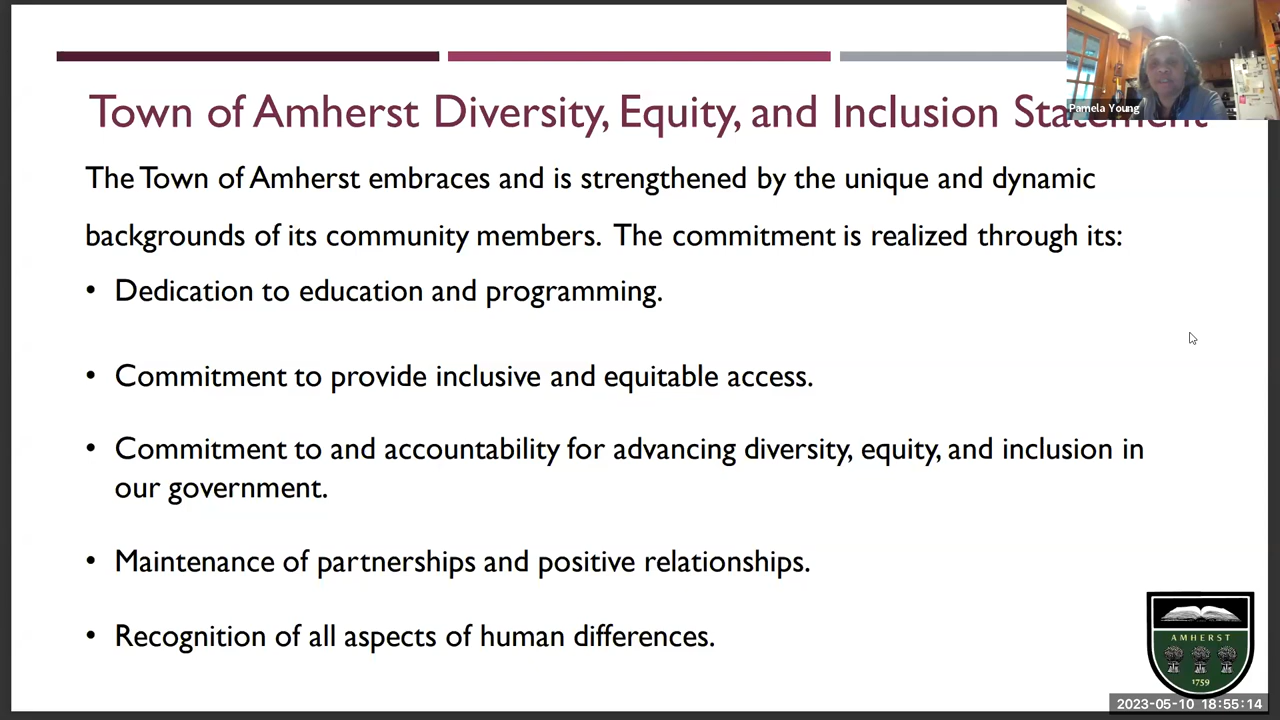 Town of Amherst Diversity, Equity, and Inclusion Statement
Pamela Young
The Town of Amherst embraces and is strengthened by the unique and dynamic
backgrounds of its community members. The commitment is realized through its:
• Dedication to education and programming.
• Commitment to provide inclusive and equitable access.
• Commitment to and accountability for advancing diversity, equity, and inclusion in
our government.
• Maintenance of partnerships and positive relationships.
• Recognition of all aspects of human differences.
AMHERST
1759
2023-05-10 18:55:14